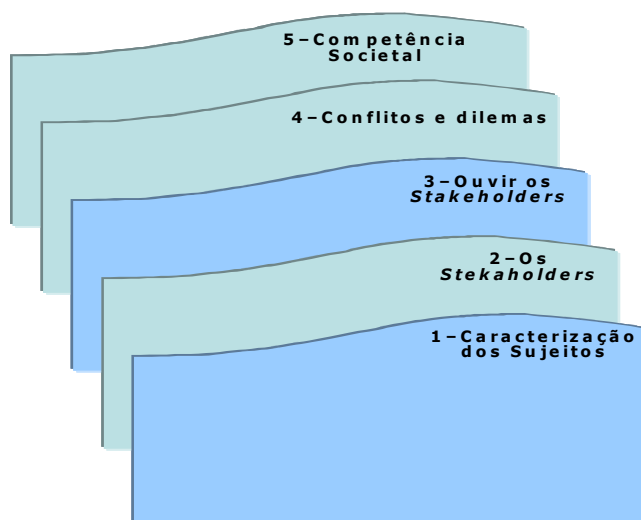 5–Competência
Societal
4–Conflitos e dilemas
3–Ouvir os
Stakeholders
2–Os
Stekaholders
1–Caracterização
dos Sujeitos